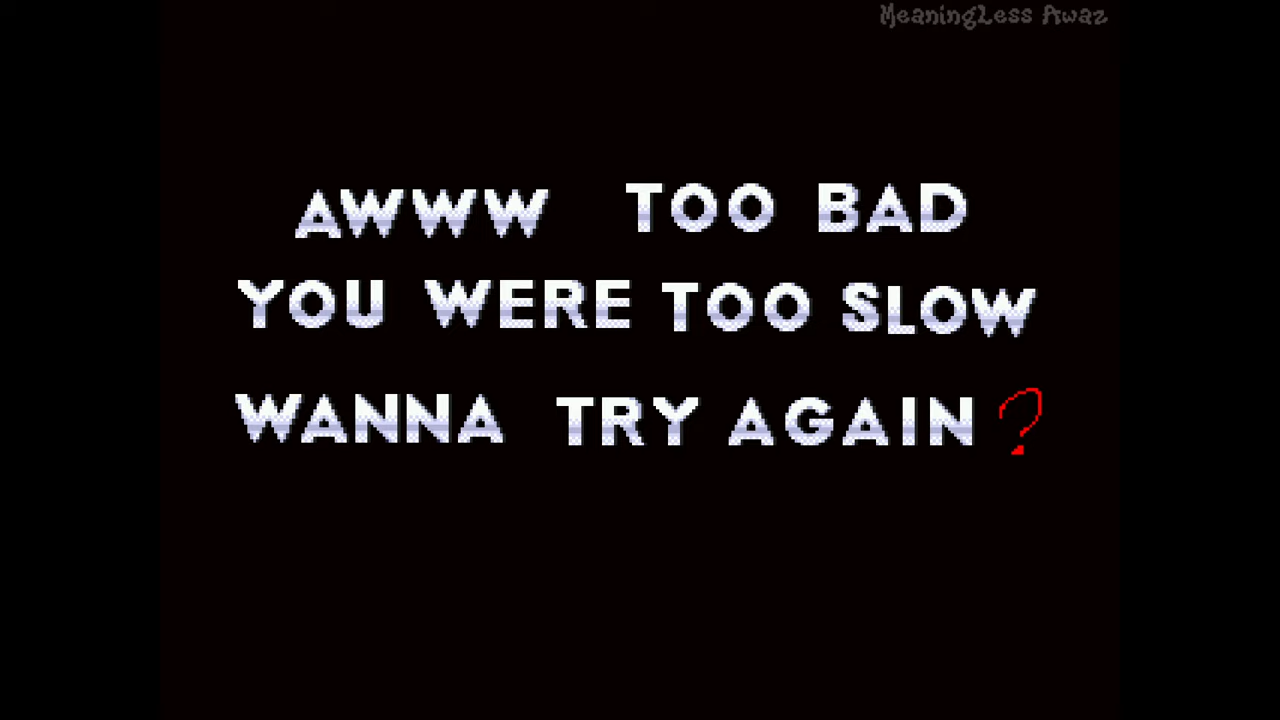 MeaningLess Awaz
AWWW TOO BAD
YOU WERE TOO SLOW
WANNA TRY AGAIN?